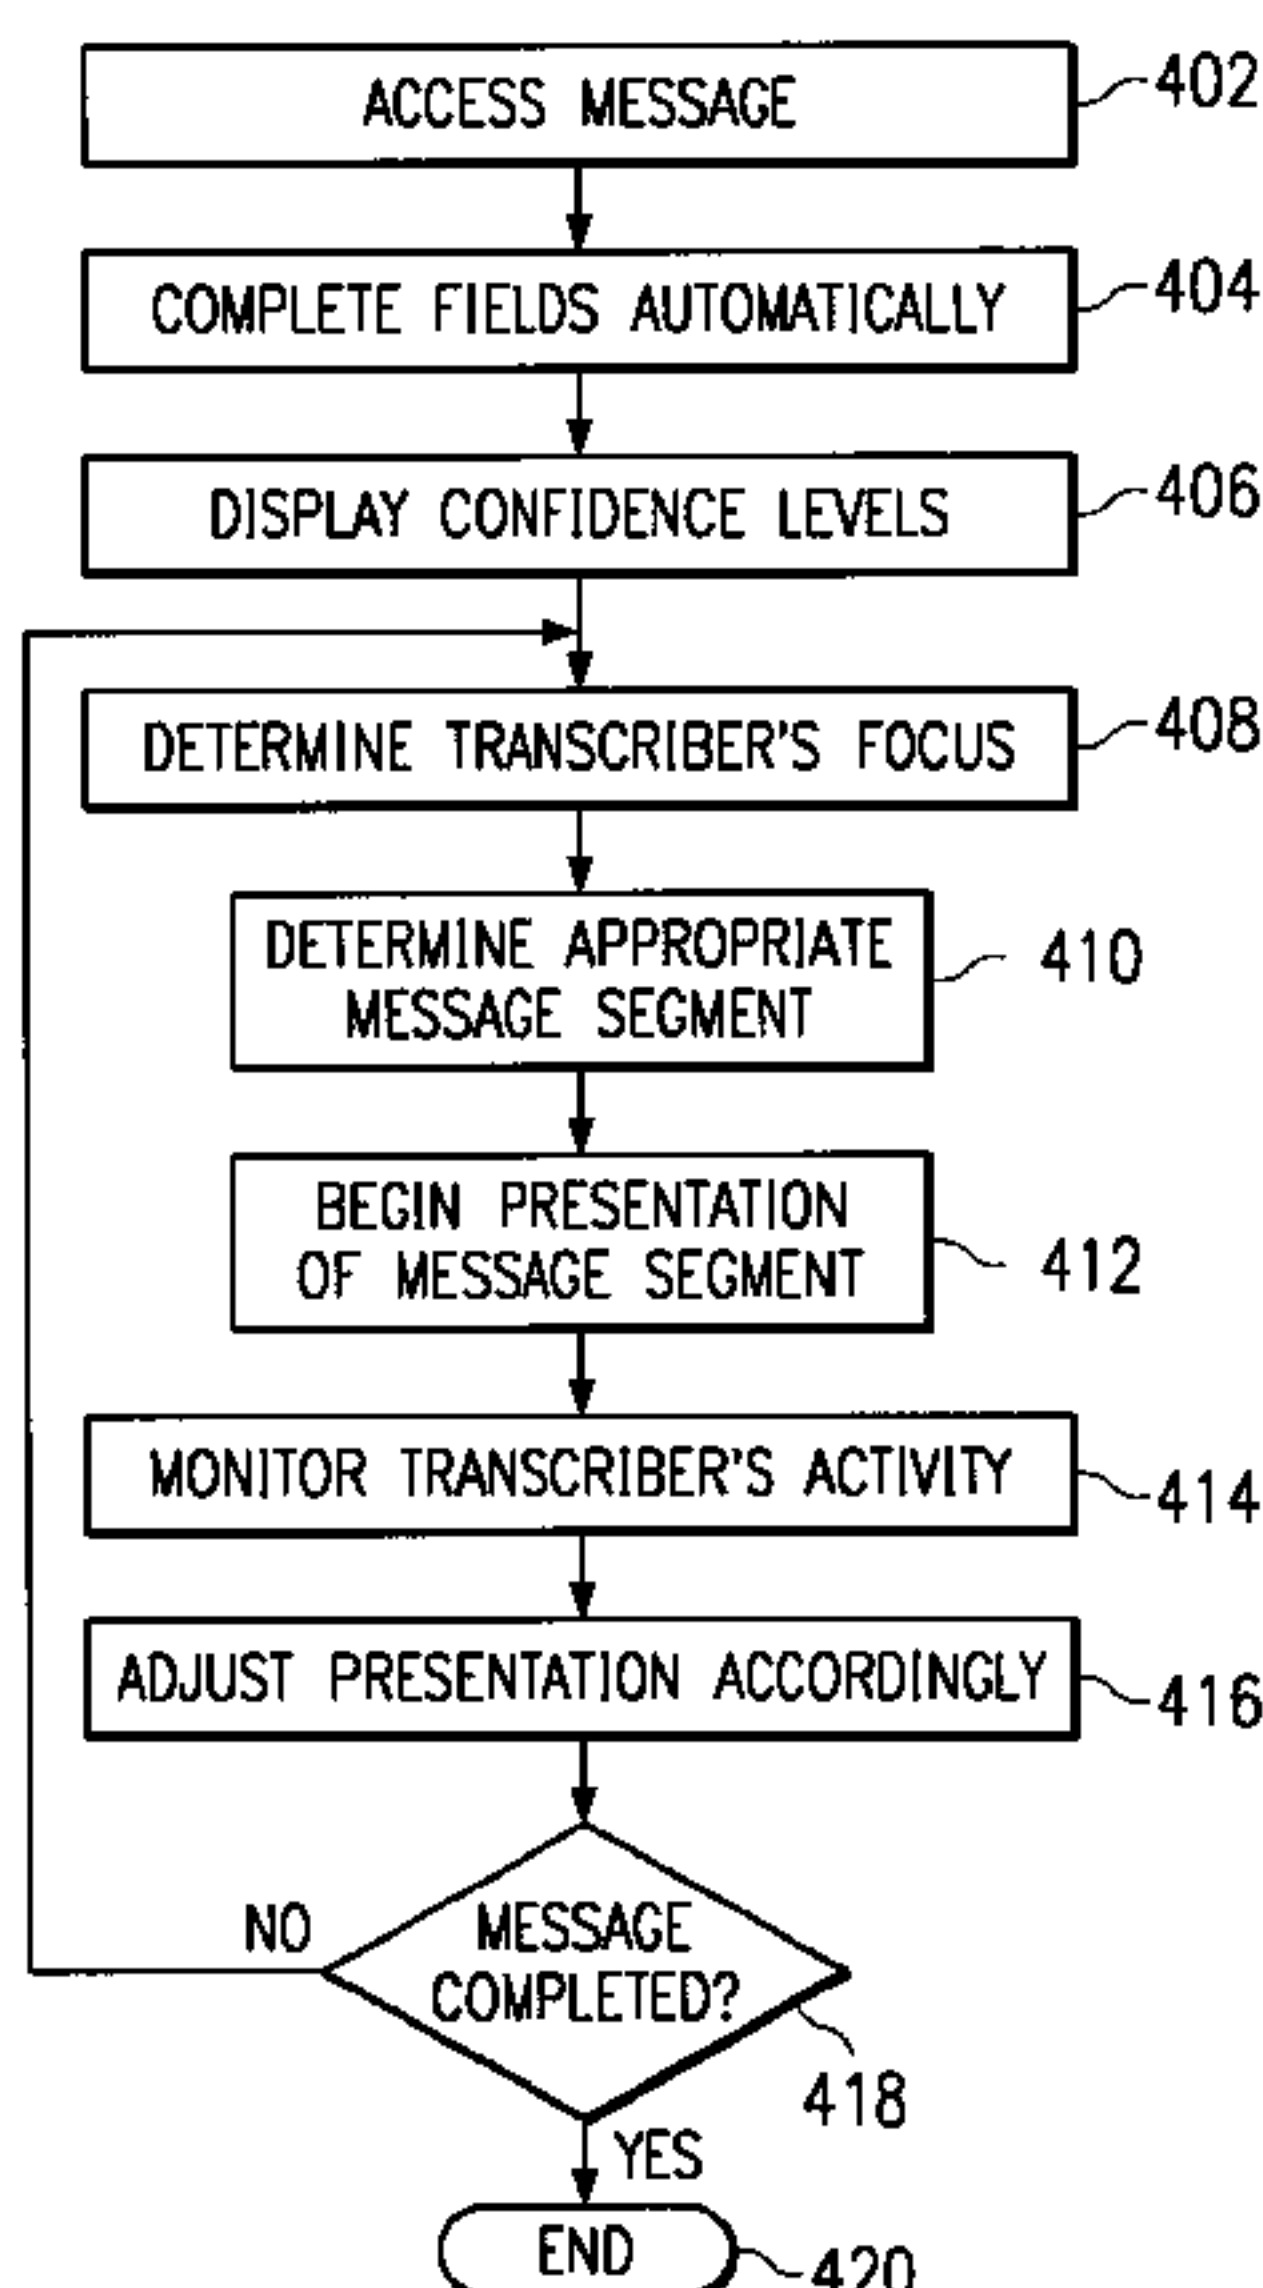 ACCESS MESSAGE
402
COMPLETE FIELDS AUTOMATICALLY
404
DISPLAY CONFIDENCE LEVELS
406
DETERMINE TRANSCRIBER'S FOCUS
408
DETERMINE APPROPRIATE
MESSAGE SEGMENT
410
BEGIN PRESENTATION
OF MESSAGE SEGMENT
412
MONITOR TRANSCRIBER'S ACTIVITY
414
ADJUST PRESENTATION ACCORDINGLY
416
NO
MESSAGE
COMPLETED?
418
YES
END
420